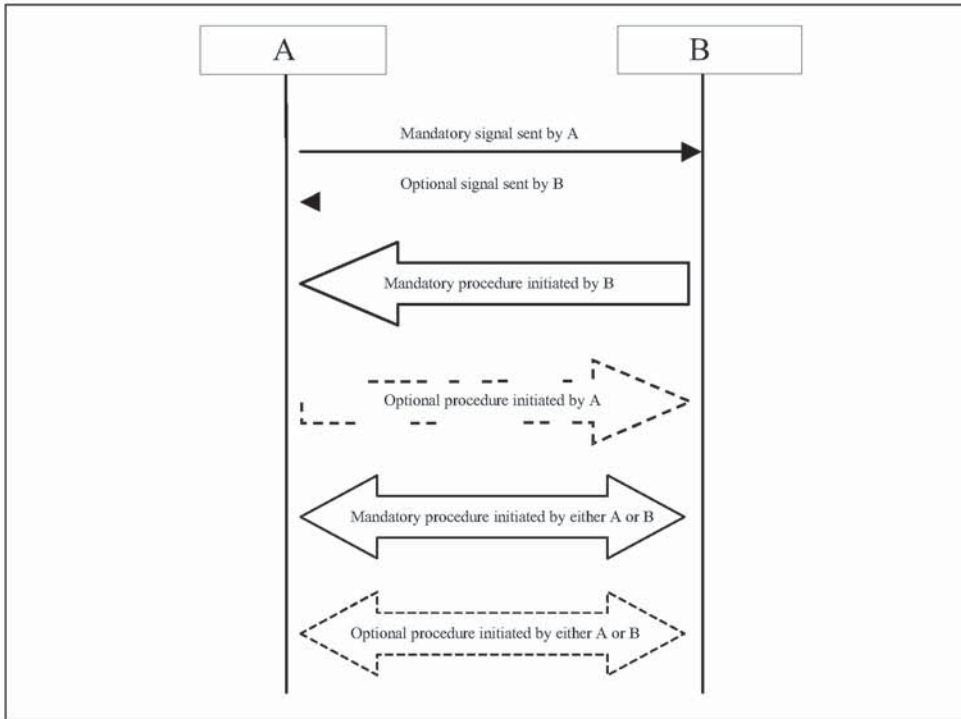 A
B
Mandatory signal sent by A
Optional signal sent by B
Mandatory procedure initiated by B
Optional procedure initiated by A
Mandatory procedure initiated by either A or B
Optional procedure initiated by either A or B